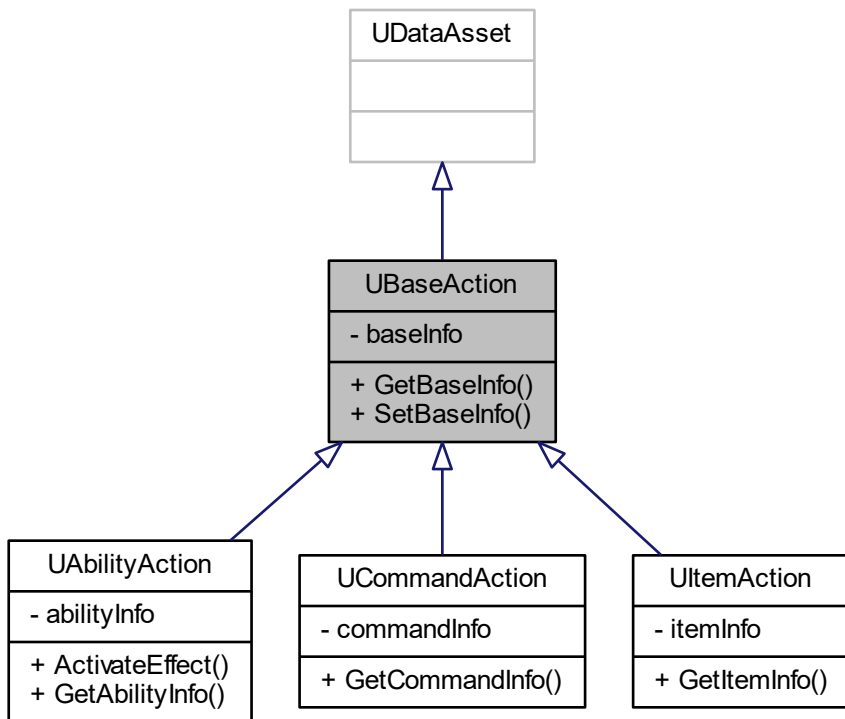 UDataAsset
UBaseAction
- baseInfo
+ GetBaseInfo()
+ SetBaseInfo()
UAbilityAction
- abilityInfo
+ ActivateEffect()
+ GetAbilityInfo()
UCommandAction
- commandInfo
+ GetCommandInfo()
UItemAction
- itemInfo
+ GetItemInfo()